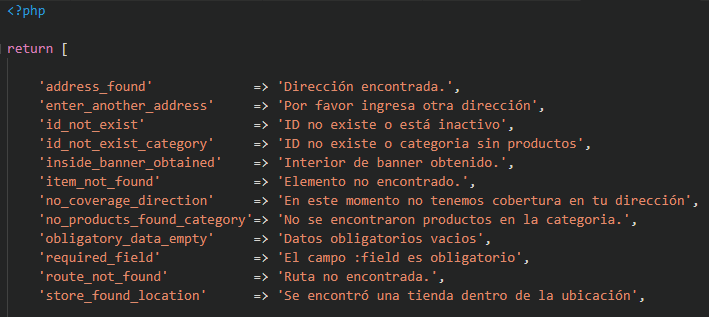 <?php
return [
'address_found' => 'Dirección encontrada.',
'enter_another_address' => 'Por favor ingresa otra dirección',
'id_not_exist' => 'ID no existe o está inactivo',
'id_not_exist_category' => 'ID no existe o categoria sin productos',
'inside_banner_obtained' => 'Interior de banner obtenido.',
'item_not_found' => 'Elemento no encontrado.',
'no_coverage_direction' => 'En este momento no tenemos cobertura en tu dirección',
'no_products_found_category'=> 'No se encontraron productos en la categoria.',
'obligatory_data_empty' => 'Datos obligatorios vacios',
'required_field' => 'El campo :field es obligatorio',
'route_not_found' => 'Ruta no encontrada.',
'store_found_location' => 'Se encontró una tienda dentro de la ubicación',